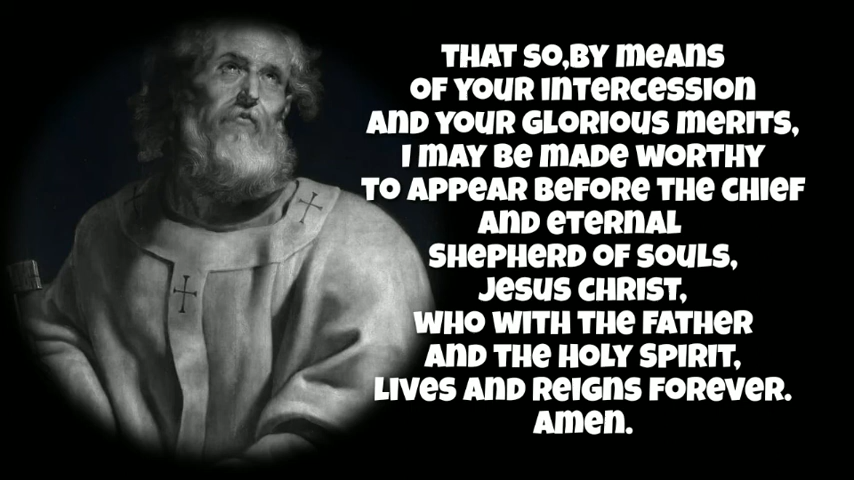 THAT SO,BY MEANS
OF YOUR INTERCESSION
AND YOUR GLORIOUS MERITS,
I MAY BE MADE WORTHY
TO APPEAR BEFORE THE CHIEF
AND ETERNAL
SHEPHERD OF SOULS,
JESUS CHRIST,
WHO WITH THE FATHER
AND THE HOLY SPIRIT,
LIVES AND REIGNS FOREVER.
AMEN.